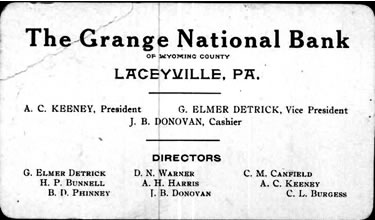 The Grange National Bank
OF WYOMING COUNTY
LACEYVILLE, PA.
A. C. KEENEY, President G. ELMER DETRICK, Vice President
J. B. DONOVAN, Cashier
DIRECTORS
G. ELMER DETRICK D. N. WARNER C. M. CANFIELD
H. P. BUNNELL A. H. HARRIS A. C. KEENEY
B. D. PHINNEY J. B. DONOVAN C. L. BURGESS